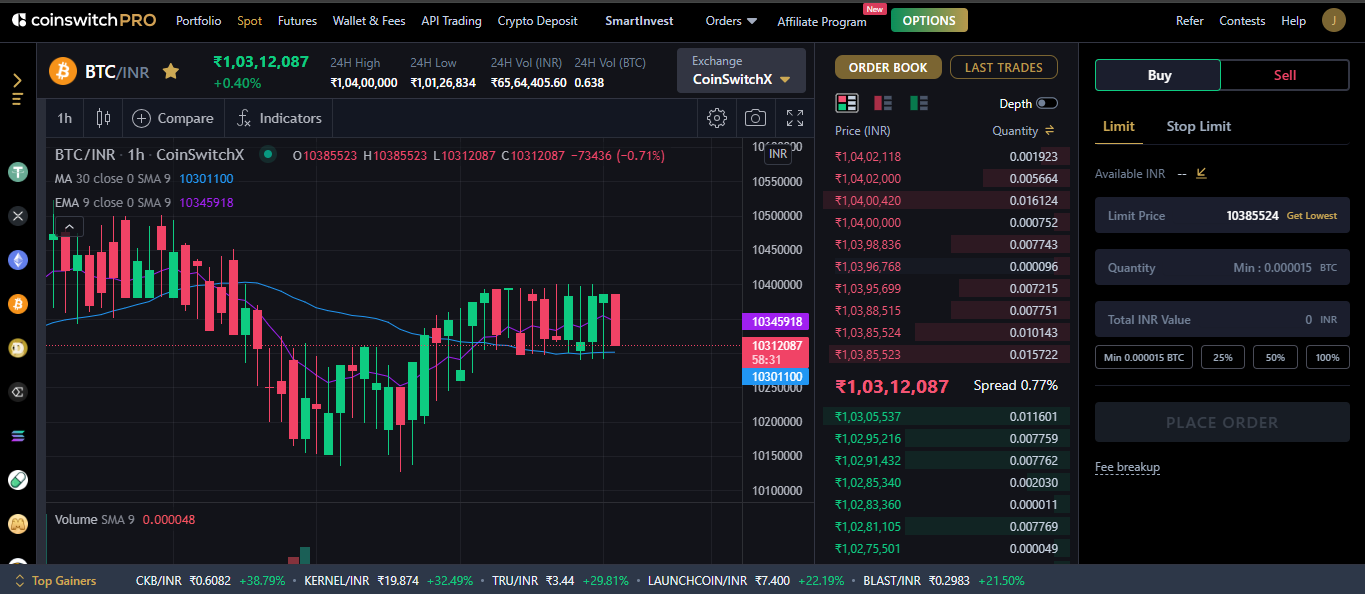 coinswitch PRO Portfolio Spot Futures Wallet & Fees API Trading Crypto Deposit SmartInvest Orders Affiliate Program New OPTIONS Refer Contests Help J
BTC/INR
₹1,03,12,087
+0.40%
24H High
₹1,04,00,000
24H Low
₹1,01,26,834
24H Vol (INR)
₹65,64,405.60
24H Vol (BTC)
0.638
Exchange
CoinSwitchX
1h Compare Indicators
BTC/INR · 1h · CoinSwitchX O10385523 H10385523 L10312087 C10312087 −73436 (−0.71%)
MA 30 close 0 SMA 9 10301100
EMA 9 close 0 SMA 9 10345918
INR
10550000
10500000
10450000
10400000
10345918
10312087
58:31
10301100
10250000
10200000
10150000
10100000
Volume SMA 9 0.000048
ORDER BOOK LAST TRADES
Depth
Price (INR) Quantity
₹1,04,02,118 0.001923
₹1,04,02,000 0.005664
₹1,04,00,420 0.016124
₹1,04,00,000 0.000752
₹1,03,98,836 0.007743
₹1,03,96,768 0.000096
₹1,03,95,699 0.007215
₹1,03,88,515 0.007751
₹1,03,85,524 0.010143
₹1,03,85,523 0.015722
₹1,03,12,087 Spread 0.77%
₹1,03,05,537 0.011601
₹1,02,95,216 0.007759
₹1,02,91,432 0.007762
₹1,02,85,340 0.002030
₹1,02,83,360 0.000011
₹1,02,81,105 0.007769
₹1,02,75,501 0.000049
Buy Sell
Limit Stop Limit
Available INR --
Limit Price 10385524 Get Lowest
Quantity Min : 0.000015 BTC
Total INR Value 0 INR
Min 0.000015 BTC 25% 50% 100%
PLACE ORDER
Fee breakup
Top Gainers CKB/INR ₹0.6082 +38.79% • KERNEL/INR ₹19.874 +32.49% • TRU/INR ₹3.44 +29.81% • LAUNCHCOIN/INR ₹7.400 +22.19% • BLAST/INR ₹0.2983 +21.50%